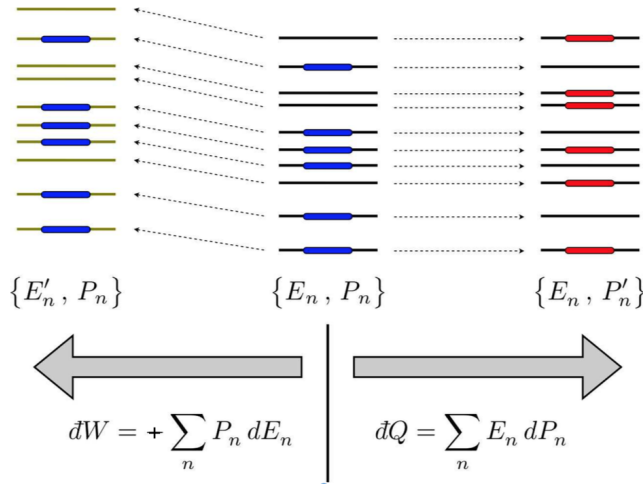 {E′ₙ , Pₙ} {Eₙ , Pₙ} {Eₙ , P′ₙ}
đW = + ∑ₙ Pₙ dEₙ đQ = ∑ₙ Eₙ dPₙ